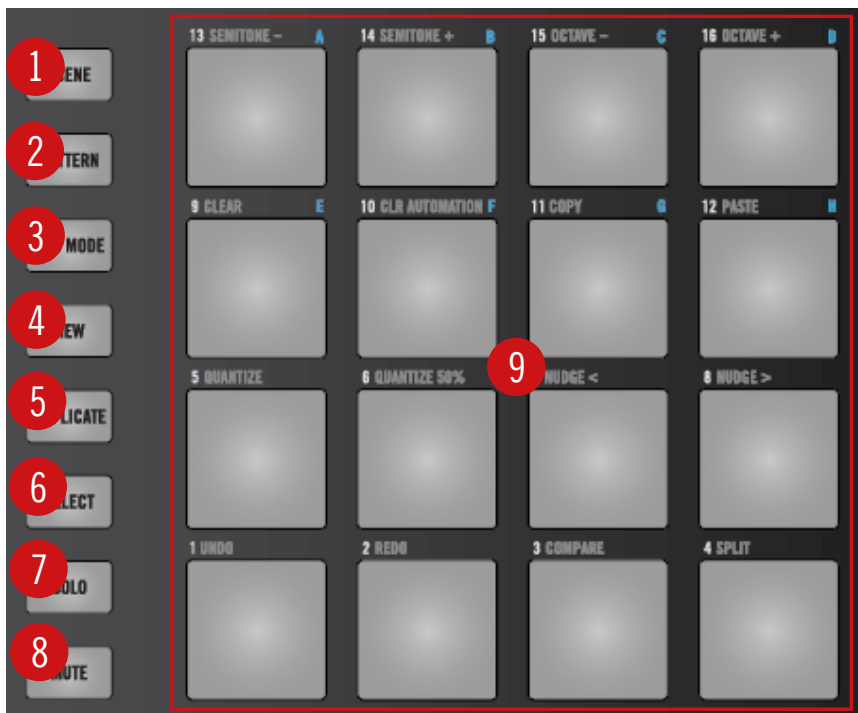 13 SEMITONE – A 14 SEMITONE + B 15 OCTAVE – C 16 OCTAVE + D
1 ENE
2 TTERN
9 CLEAR E 10 CLR AUTOMATION F 11 COPY G 12 PASTE H
3 MODE
4 EW
5 QUANTIZE 6 QUANTIZE 50% 9 NUDGE < 8 NUDGE >
5 LICATE
6 LECT
1 UNDO 2 REDO 3 COMPARE 4 SPLIT
7 OLO
8 MUTE